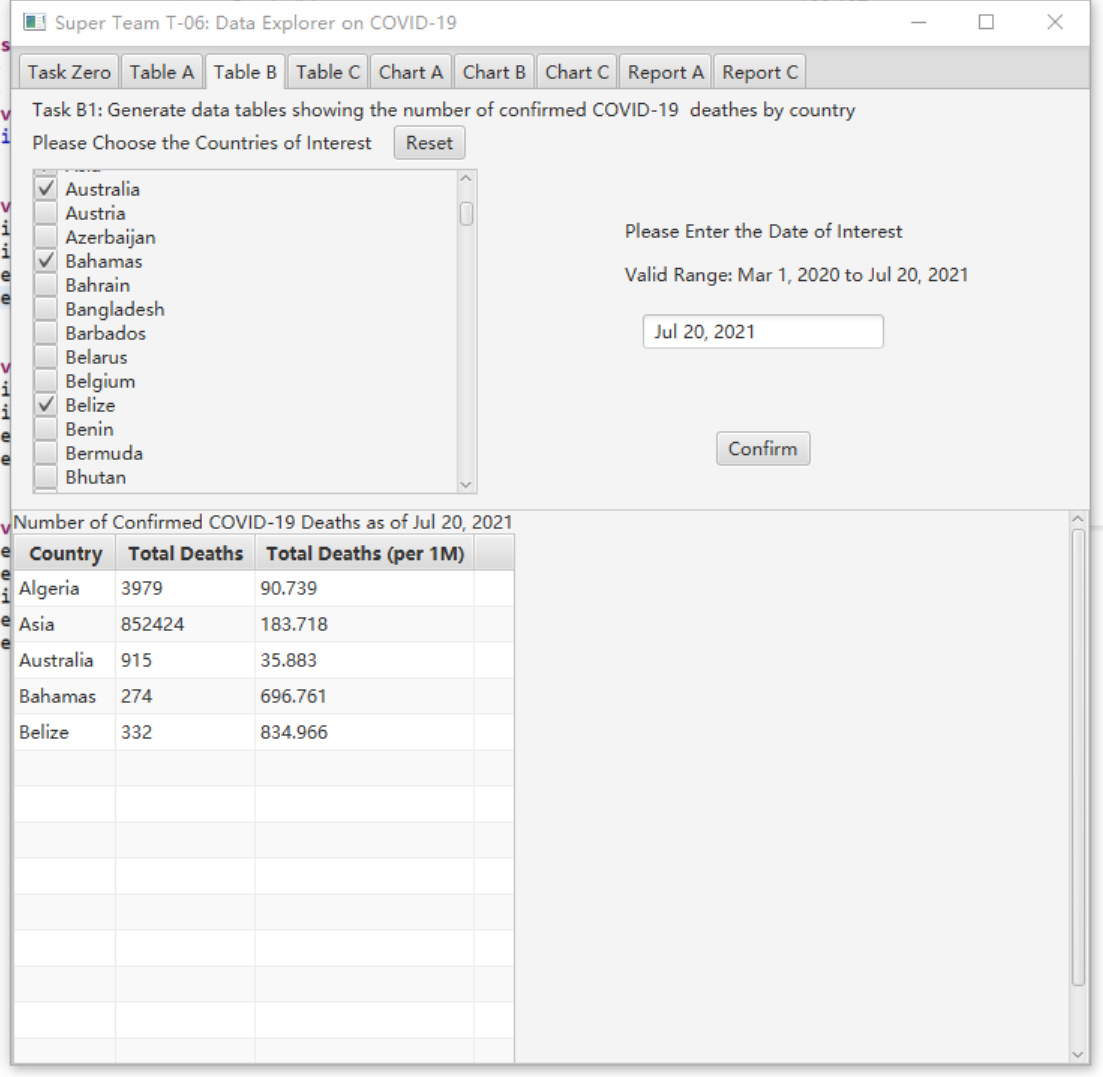 Super Team T-06: Data Explorer on COVID-19
Task Zero Table A Table B Table C Chart A Chart B Chart C Report A Report C
Task B1: Generate data tables showing the number of confirmed COVID-19  deathes by country
Please Choose the Countries of Interest Reset
Australia
Austria
Azerbaijan
Bahamas
Bahrain
Bangladesh
Barbados
Belarus
Belgium
Belize
Benin
Bermuda
Bhutan
Please Enter the Date of Interest
Valid Range: Mar 1, 2020 to Jul 20, 2021
Jul 20, 2021
Confirm
Number of Confirmed COVID-19 Deaths as of Jul 20, 2021
Country Total Deaths Total Deaths (per 1M)
Algeria 3979 90.739
Asia 852424 183.718
Australia 915 35.883
Bahamas 274 696.761
Belize 332 834.966